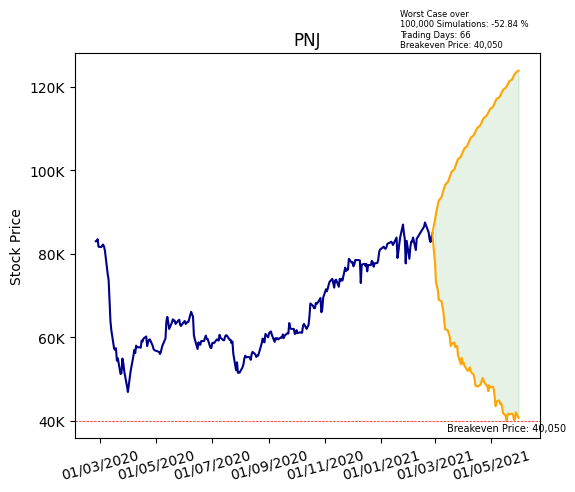 Worst Case over
100,000 Simulations: -52.84 %
Trading Days: 66
Breakeven Price: 40,050
PNJ
Stock Price
120K
100K
80K
60K
40K
Breakeven Price: 40,050
01/03/2020
01/05/2020
01/07/2020
01/09/2020
01/11/2020
01/01/2021
01/03/2021
01/05/2021